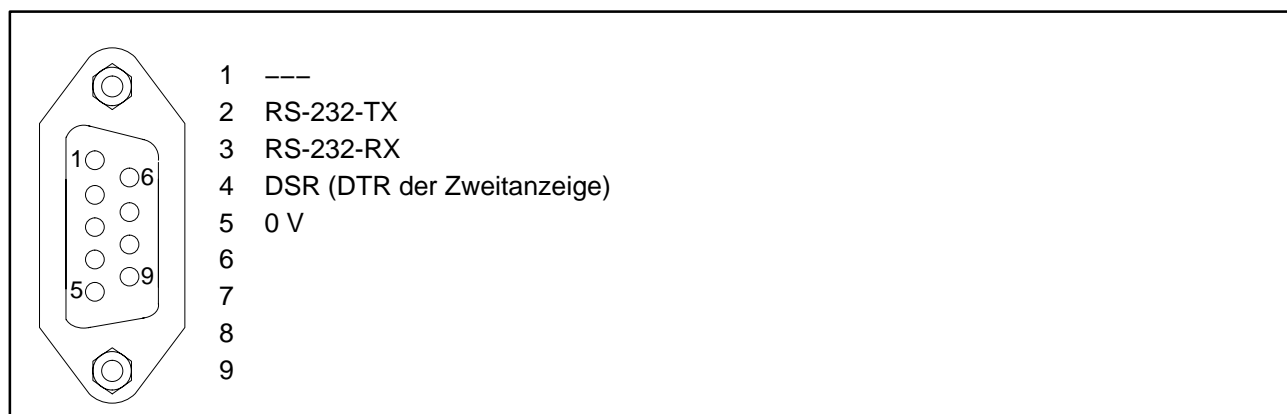 1 −−−
2 RS-232-TX
3 RS-232-RX
4 DSR (DTR der Zweitanzeige)
5 0 V
6
7
8
9
1
6
5
9